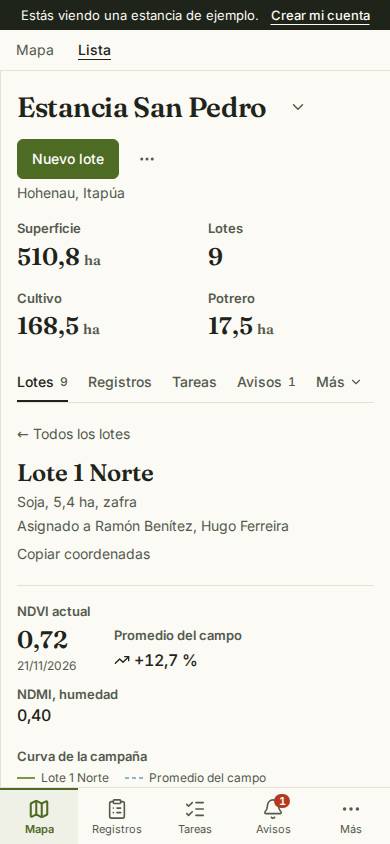 Estás viendo una estancia de ejemplo. Crear mi cuenta
Mapa Lista
Estancia San Pedro
Nuevo lote
Hohenau, Itapúa
Superficie Lotes
510,8 ha 9
Cultivo Potrero
168,5 ha 17,5 ha
Lotes 9 Registros Tareas Avisos 1 Más
← Todos los lotes
Lote 1 Norte
Soja, 5,4 ha, zafra
Asignado a Ramón Benítez, Hugo Ferreira
Copiar coordenadas
NDVI actual
0,72 Promedio del campo
21/11/2026 +12,7 %
NDMI, humedad
0,40
Curva de la campaña
Lote 1 Norte Promedio del campo
1
Mapa Registros Tareas Avisos Más